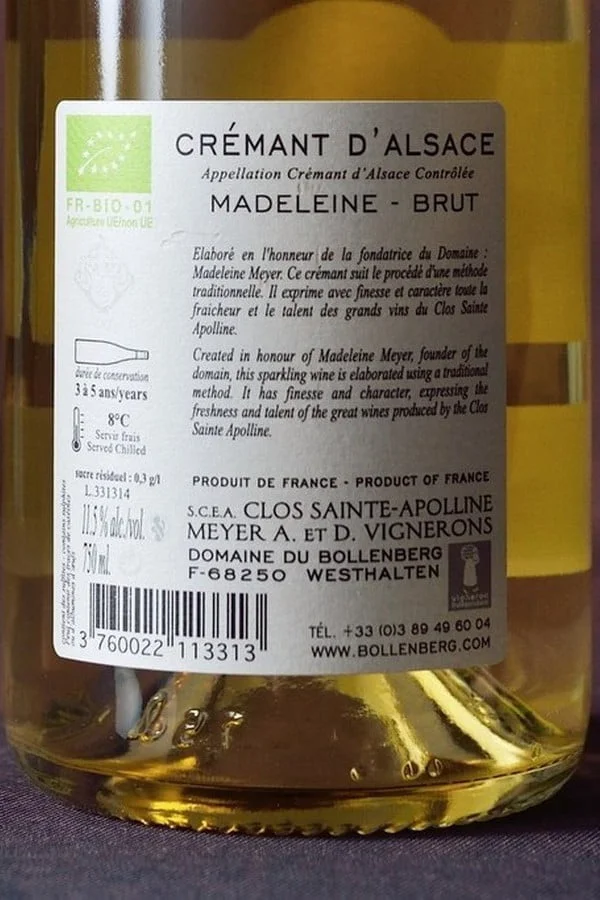 CRÉMANT D'ALSACE
Appellation Crémant d'Alsace Contrôlée
MADELEINE - BRUT
FR-BIO-01
Agriculture UE/non UE
Elaboré en l'honneur de la fondatrice du Domaine :
Madeleine Meyer. Ce crémant suit le procédé d'une méthode
traditionnelle. Il exprime avec finesse et caractère toute la
fraicheur et le talent des grands vins du Clos Sainte
Apolline.
Created in honour of Madeleine Meyer, founder of the
domain, this sparkling wine is elaborated using a traditional
method. It has finesse and character, expressing the
freshness and talent of the great wines produced by the Clos
Sainte Apolline.
durée de conservation
3 à 5 ans/years
8°C
Servir frais
Served Chilled
sucre résiduel : 0,3 g/l
L.331314
11.5 % alc./vol.
750 ml.
PRODUIT DE FRANCE - PRODUCT OF FRANCE
S.C.E.A. CLOS SAINTE-APOLLINE
MEYER A. ET D. VIGNERONS
DOMAINE DU BOLLENBERG
F-68250 WESTHALTEN
vigneron
indépendant
TÉL. +33 (0)3 89 49 60 04
WWW.BOLLENBERG.COM
3 760022 113313